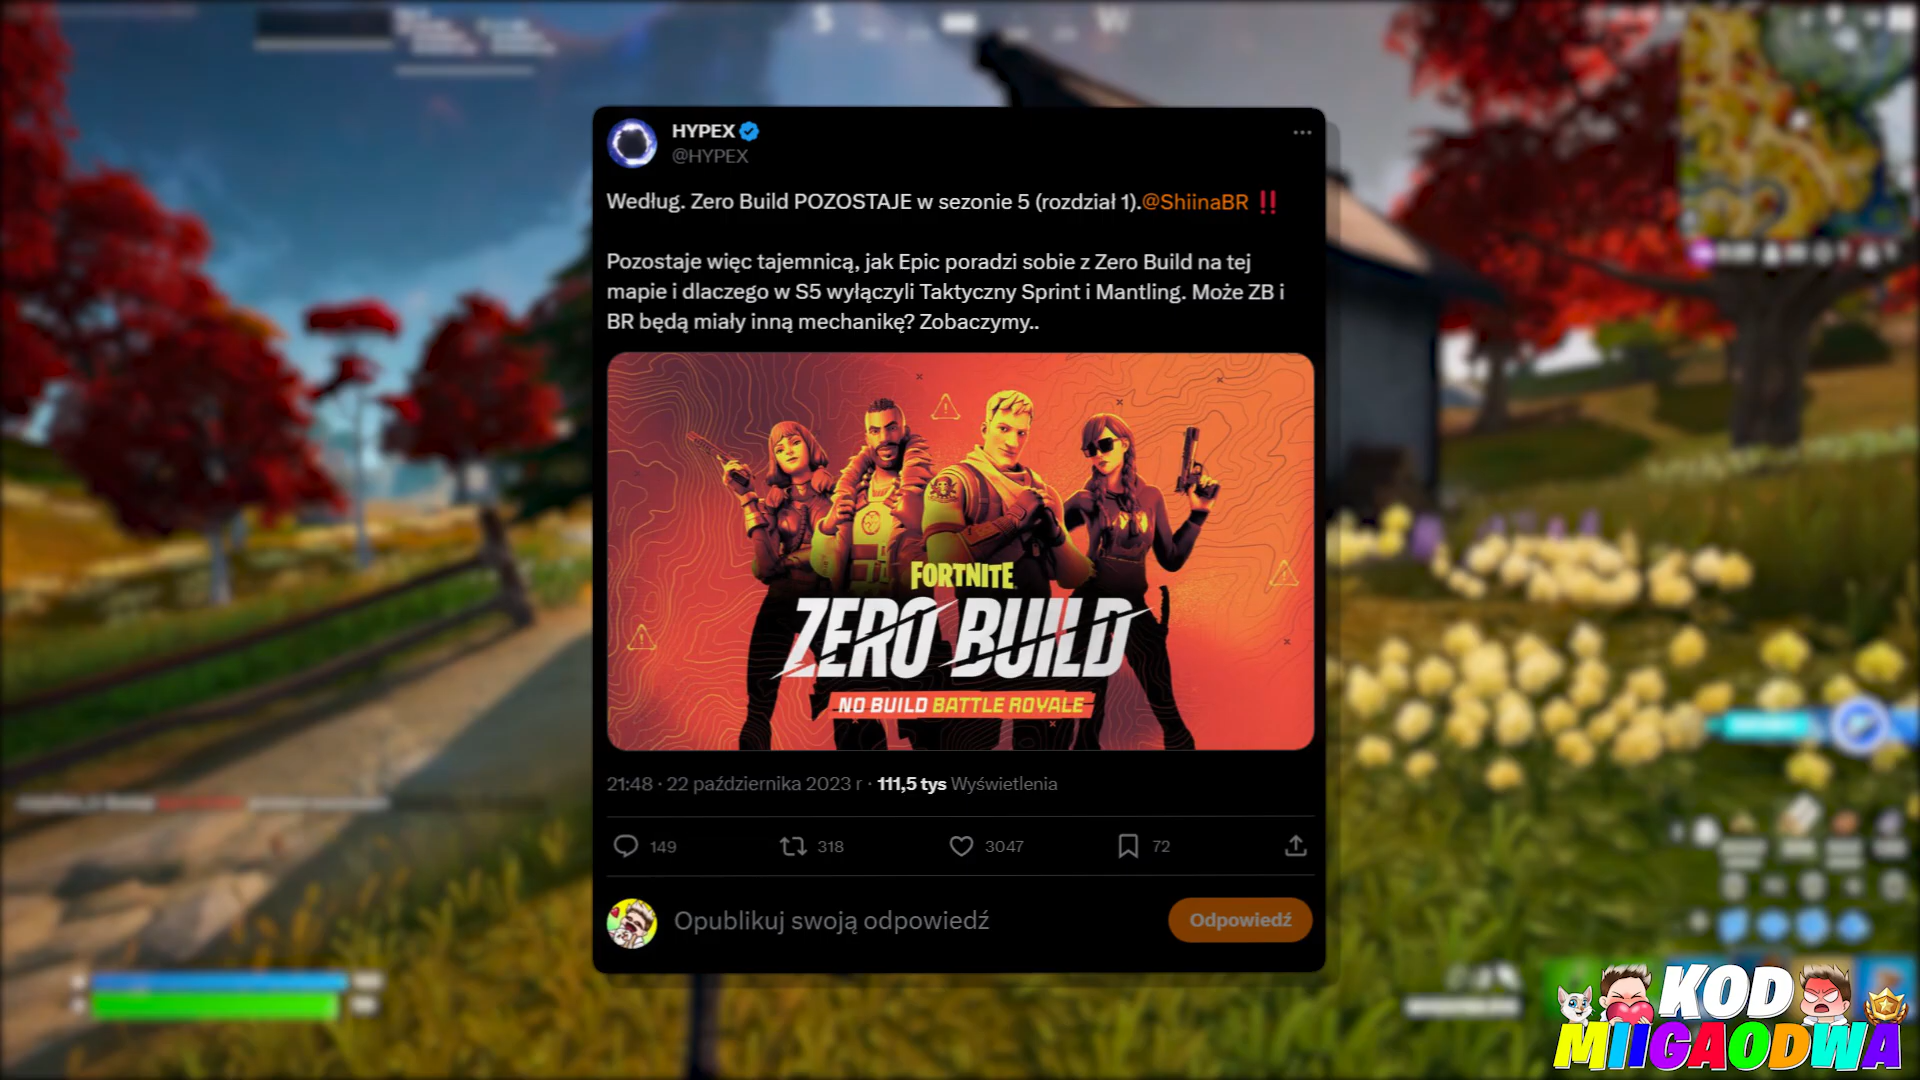 S
W
HYPEX
@HYPEX
Według. Zero Build POZOSTAJE w sezonie 5 (rozdział 1).@ShiinaBR ‼️
Pozostaje więc tajemnicą, jak Epic poradzi sobie z Zero Build na tej
mapie i dlaczego w S5 wyłączyli Taktyczny Sprint i Mantling. Może ZB i
BR będą miały inną mechanikę? Zobaczymy..
FORTNITE
ZERO BUILD
NO BUILD BATTLE ROYALE
21:48 · 22 października 2023 r · 111,5 tys Wyświetlenia
149 318 3047 72
Opublikuj swoją odpowiedź Odpowiedź
KOD
MIIGAODWA